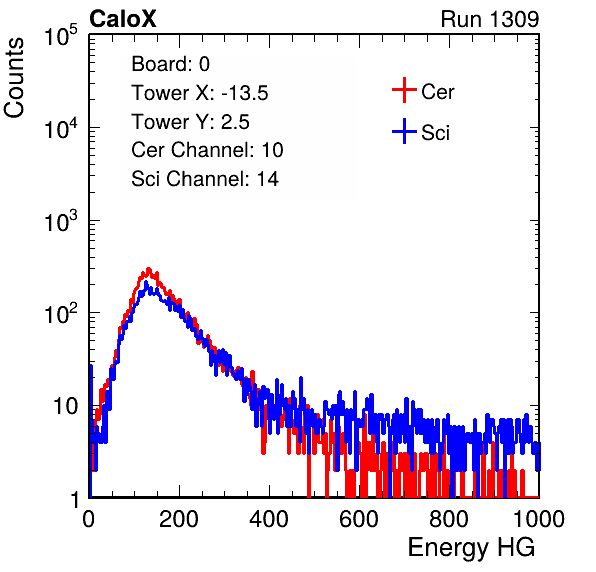 CaloX Run 1309
Counts
Board: 0
Tower X: -13.5
Tower Y: 2.5
Cer Channel: 10
Sci Channel: 14
Cer
Sci
10^5
10^4
10^3
10^2
10
1
0 200 400 600 800 1000
Energy HG